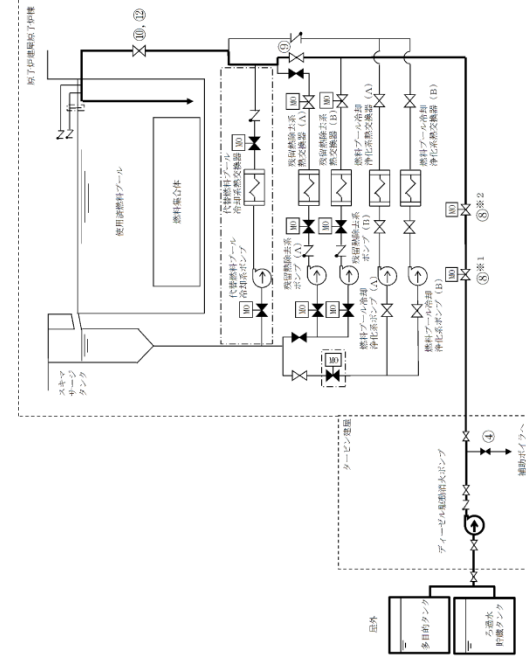 原子炉建屋原子炉棟
⑩,⑫
使用済燃料プール
燃料集合体
スキマ
サージ
タンク
代替燃料プール
冷却系熱交換器
代替燃料プール
冷却系ポンプ
MO
MO
⑨
残留熱除去系
熱交換器(A)
残留熱除去系
ポンプ(A)
MO
MO
MO
残留熱除去系
熱交換器(B)
残留熱除去系
ポンプ(B)
MO
MO
MO
燃料プール冷却
浄化系熱交換器(A)
燃料プール冷却
浄化系ポンプ(A)
燃料プール冷却
浄化系熱交換器(B)
燃料プール冷却
浄化系ポンプ(B)
MO
MO
⑧※1
MO
⑧※2
タービン建屋
ディーゼル駆動消火ポンプ
④
補助ボイラへ
屋外
多目的タンク
ろ過水
貯蔵タンク